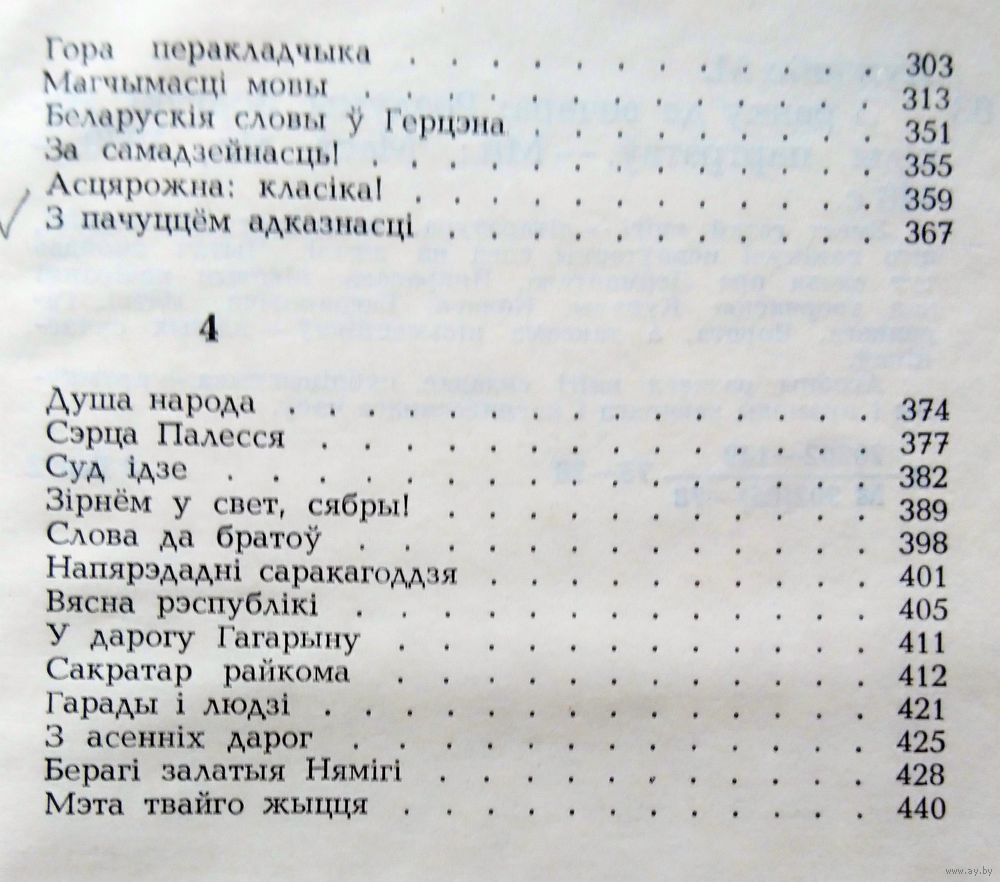 Гора перакладчыка . . . . . . . . . . . 303
Магчымасці мовы . . . . . . . . . . . 313
Беларускія словы ў Герцэна . . . . . . . . 351
За самадзейнасць! . . . . . . . . . . . 355
Асцярожна: класіка! . . . . . . . . . . 359
З пачуццём адказнасці . . . . . . . . . 367
4
Душа народа . . . . . . . . . . . . . 374
Сэрца Палесся . . . . . . . . . . . . 377
Суд ідзе . . . . . . . . . . . . . . 382
Зірнём у свет, сябры! . . . . . . . . . 389
Слова да братоў . . . . . . . . . . . 398
Напярэдадні саракагоддзя . . . . . . . . 401
Вясна рэспублікі . . . . . . . . . . . 405
У дарогу Гагарыну . . . . . . . . . . 411
Сакратар райкома . . . . . . . . . . 412
Гарады і людзі . . . . . . . . . . . . 421
З асенніх дарог . . . . . . . . . . . 425
Берагі залатыя Нямігі . . . . . . . . . 428
Мэта твайго жыцця . . . . . . . . . . 440
www.ay.by